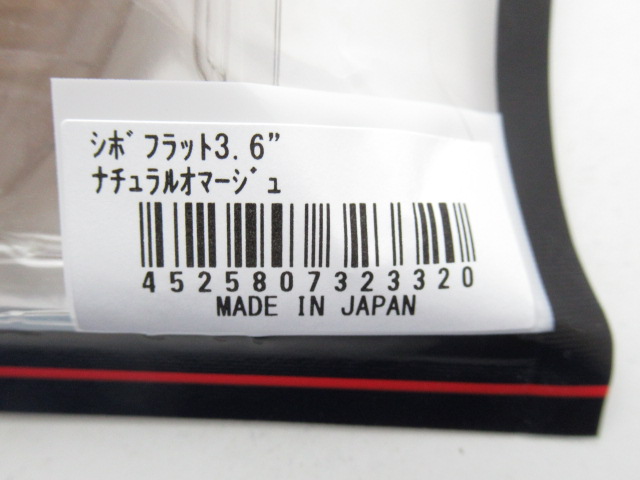 ｼﾎﾞﾌﾗｯﾄ3.6"
ﾅﾁｭﾗﾙｵﾏｰｼﾞｭ
4525807323320
MADE IN JAPAN